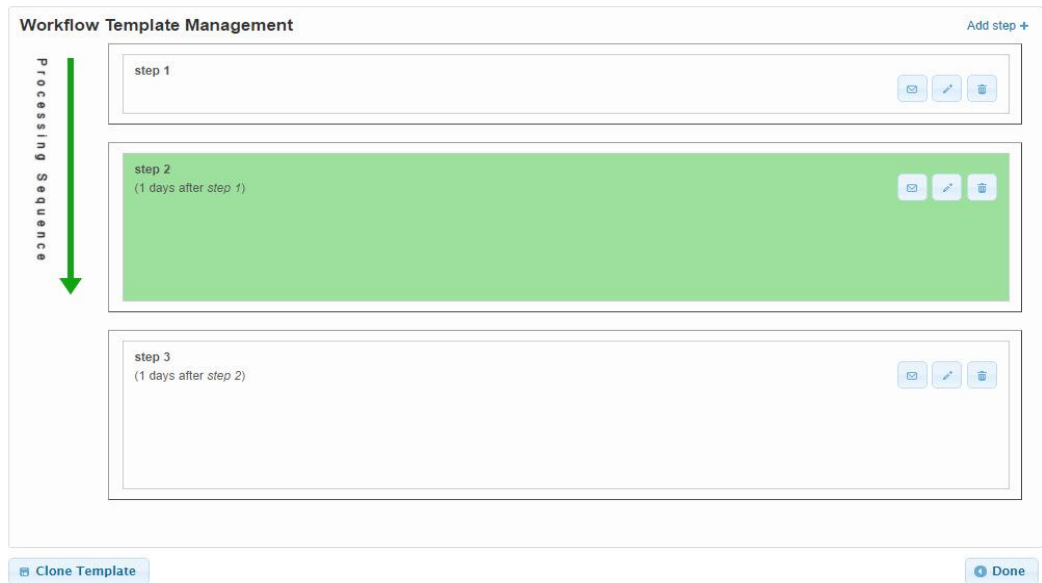 Workflow Template Management
Add step +
Processing Sequence
step 1
step 2
(1 days after step 1)
step 3
(1 days after step 2)
Clone Template
Done